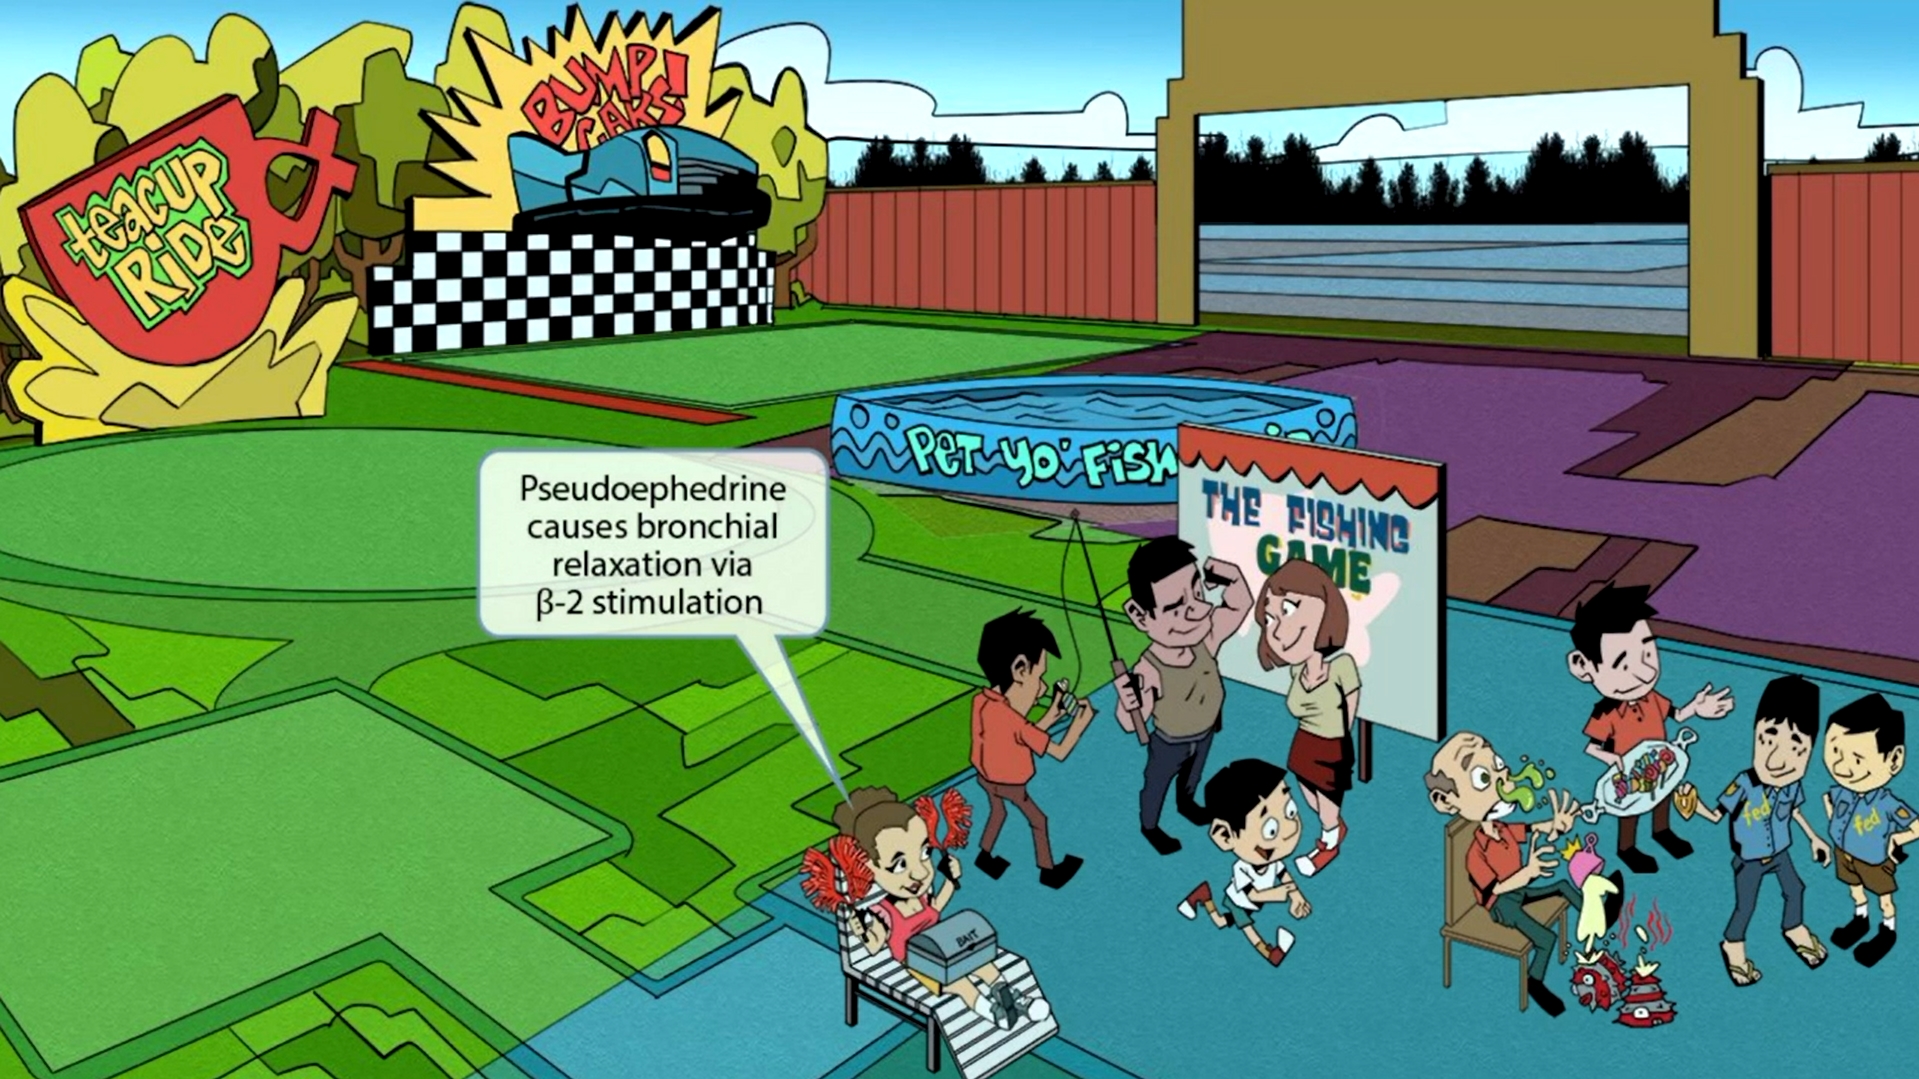 teacup
Ride
BUMP
CARS!
PET YO' FISH
THE FISHING
GAME
Pseudoephedrine
causes bronchial
relaxation via
β-2 stimulation
BAIT
fed
fed